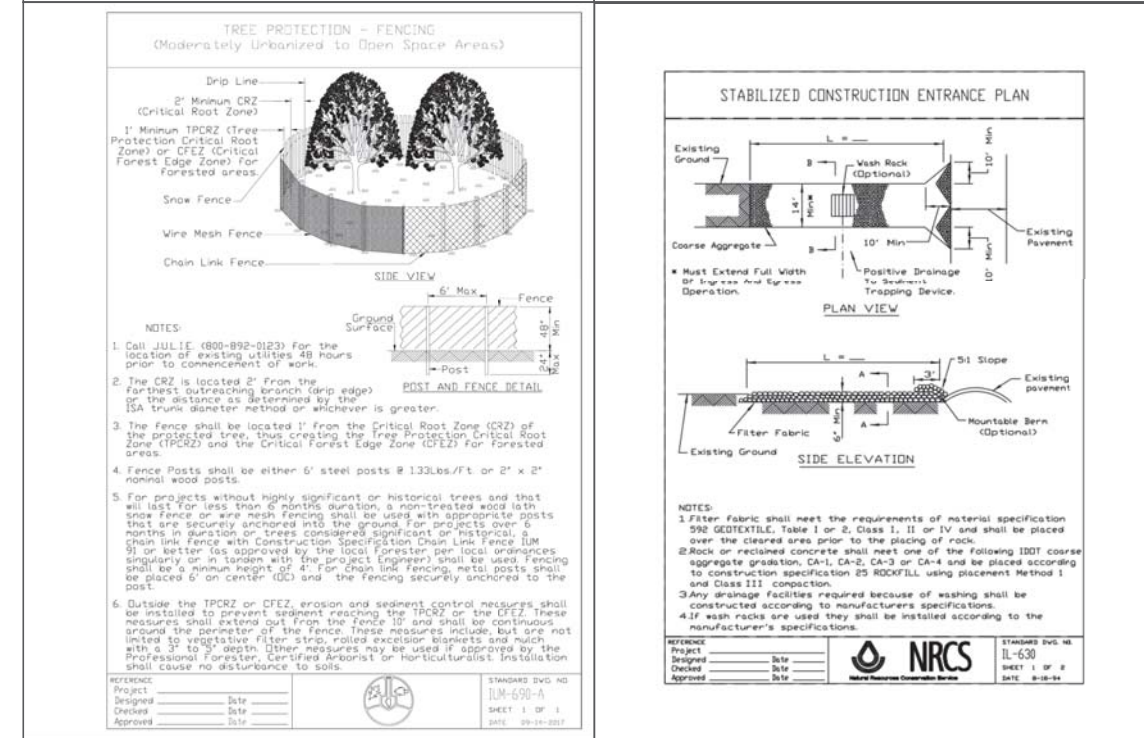 TREE PROTECTION - FENCING
(Moderately Urbanized to Open Space Areas)
Drip Line
2' Minimum CRZ
(Critical Root Zone)
1' Minimum TPCRZ (Tree
Protection Critical Root
Zone) or CFEZ (Critical
Forest Edge Zone) for
forested areas.
Snow Fence
Wire Mesh Fence
Chain Link Fence
SIDE VIEW
6' Max
Fence
Ground
Surface
48" Min
24" Max
Post
POST AND FENCE DETAIL
NOTES:
1. Call J.U.L.I.E. (800-892-0123) for the
location of existing utilities 48 hours
prior to commencement of work.
2. The CRZ is located 2' from the
farthest outreaching branch (drip edge)
or the distance as determined by the
ISA trunk diameter method or whichever is greater.
3. The fence shall be located 1' from the Critical Root Zone (CRZ) of
the protected tree, thus creating the Tree Protection Critical Root
Zone (TPCRZ) and the Critical Forest Edge Zone (CFEZ) for forested
areas.
4. Fence Posts shall be either 6' steel posts @ 1.33Lbs./Ft. or 2" x 2"
nominal wood posts.
5. For projects without highly significant or historical trees and that
will last for less than 6 months duration, a non-treated wood lath
snow fence or wire mesh fencing shall be used with appropriate posts
that are securely anchored into the ground. For projects over 6
months in duration or trees considered significant or historical, a
chain link fence with Construction Specification Chain Link Fence IUM
91 or better (as approved by the local Forester per local ordinances
singularly or in tandem with the project Engineer) shall be used. Fencing
shall be a minimum height of 4'. For chain link fencing, metal posts shall
be placed 6' on center (OC) and the fencing securely anchored to the
post.
6. Outside the TPCRZ or CFEZ, erosion and sediment control measures shall
be installed to prevent sediment reaching the TPCRZ or the CFEZ. These
measures shall extend out from the fence 10' and shall be continuous
around the perimeter of the fence. These measures include, but are not
limited to vegetative filter strip, rolled excelsior blankets and mulch
with a 3" to 5" depth. Other measures may be used if approved by the
Professional Forester, Certified Arborist or Horticulturalist. Installation
shall cause no disturbance to soils.
REFERENCE
Project
Designed Date
Checked Date
Approved Date
STANDARD DWG. NO.
IUM-690-A
SHEET 1 OF 1
DATE 09-14-2017
STABILIZED CONSTRUCTION ENTRANCE PLAN
L = ___
Existing
Ground
B
Wash Rack
(Optional)
10' Min
14' Min*
10' Min
Existing
Pavement
Coarse Aggregate
B
10' Min
* Must Extend Full Width
Of Ingress And Egress
Operation.
Positive Drainage
To Sediment
Trapping Device.
PLAN VIEW
L = ___
A
3'
5:1 Slope
Existing
pavement
6" Min
A
Filter Fabric
Mountable Berm
(Optional)
Existing Ground
SIDE ELEVATION
NOTES:
1.Filter fabric shall meet the requirements of material specification
592 GEOTEXTILE, Table I or 2, Class I, II or IV and shall be placed
over the cleared area prior to the placing of rock.
2.Rock or reclaimed concrete shall meet one of the following IDOT coarse
aggregate gradation, CA-1, CA-2, CA-3 or CA-4 and be placed according
to construction specification 25 ROCKFILL using placement Method 1
and Class III compaction.
3.Any drainage facilities required because of washing shall be
constructed according to manufacturers specifications.
4.If wash racks are used they shall be installed according to the
manufacturer's specifications.
REFERENCE
Project
Designed Date
Checked Date
Approved Date
NRCS
Natural Resources Conservation Service
STANDARD DWG. NO.
IL-630
SHEET 1 OF 2
DATE 8-18-94